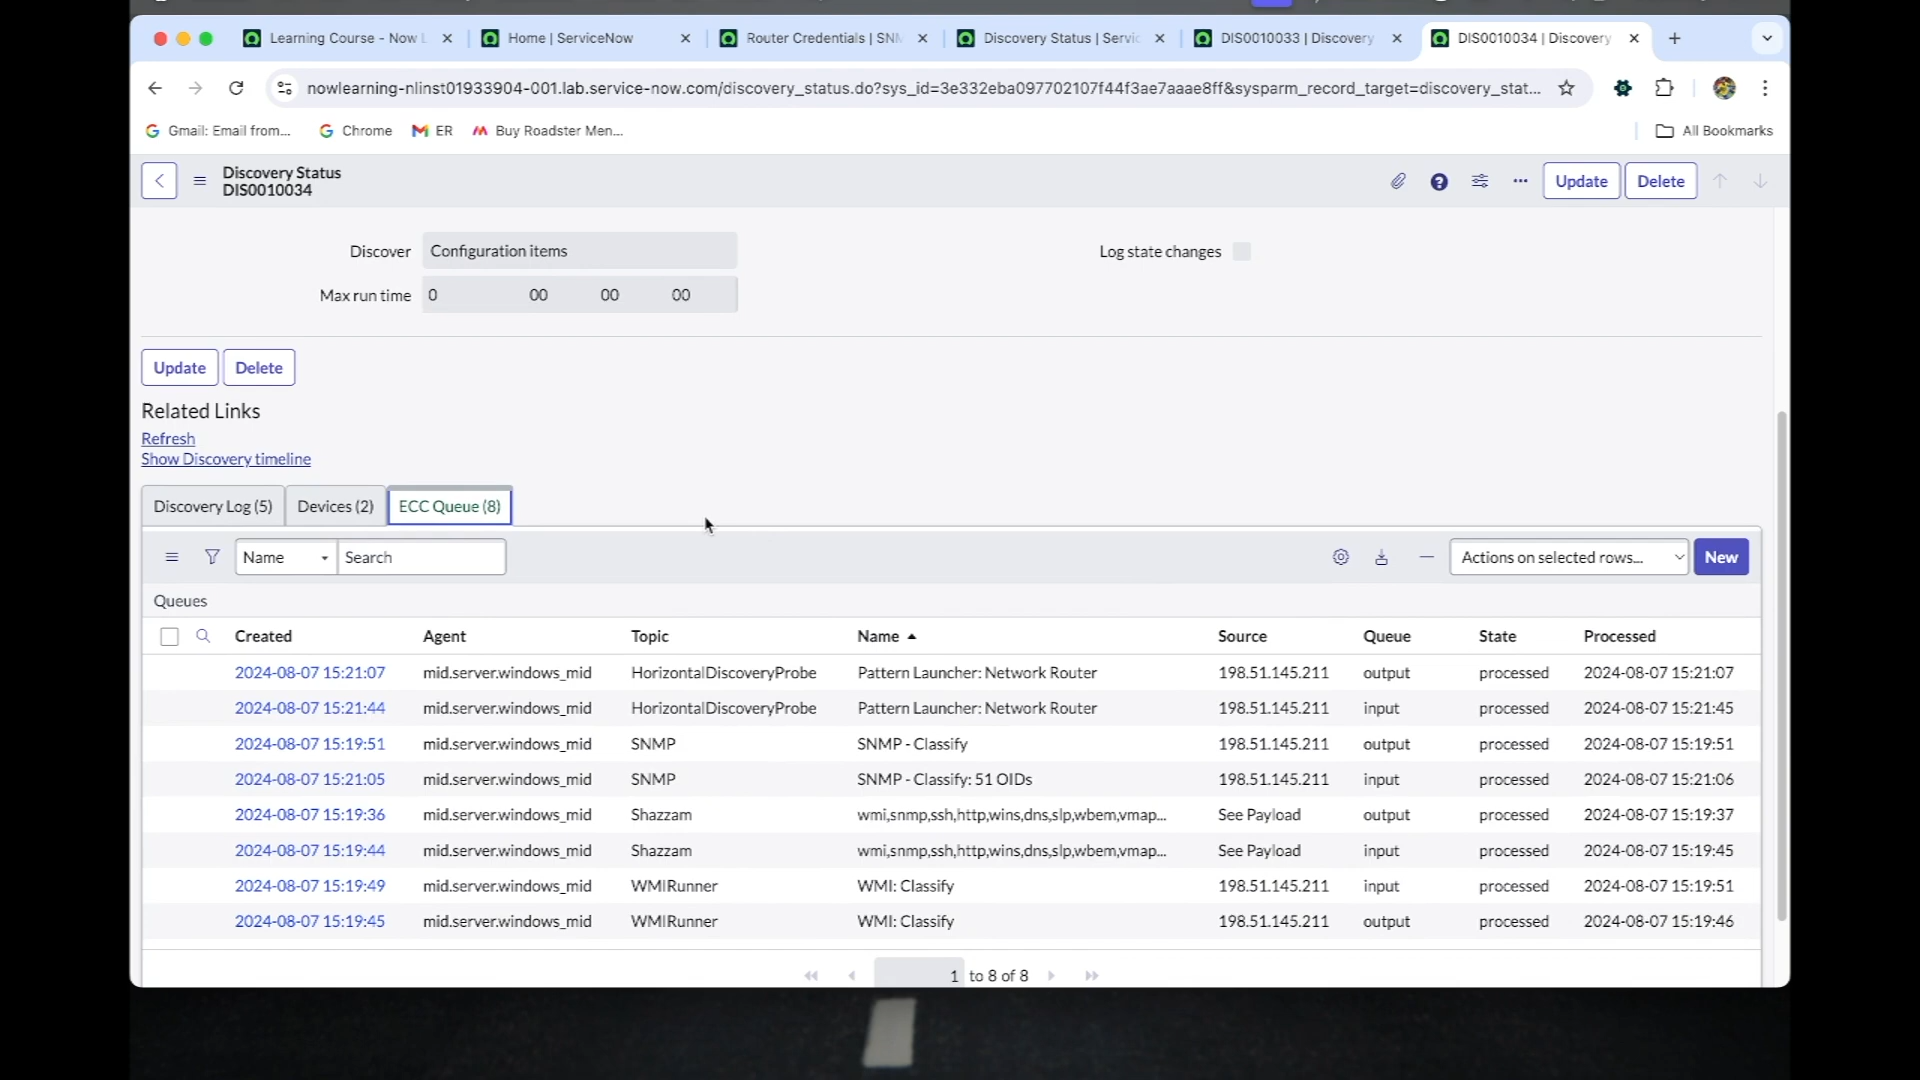 Learning Course - Now L
Home | ServiceNow
Router Credentials | SNM
Discovery Status | Servic
DIS0010033 | Discovery
DIS0010034 | Discovery
nowlearning-nlinst01933904-001.lab.service-now.com/discovery_status.do?sys_id=3e332eba097702107f44f3ae7aaae8ff&sysparm_record_target=discovery_stat...
Gmail: Email from...
Chrome
ER
Buy Roadster Men...
All Bookmarks
Discovery Status
DIS0010034
Update
Delete
Discover
Configuration items
Log state changes
Max run time
0 00 00 00
Update
Delete
Related Links
Refresh
Show Discovery timeline
Discovery Log (5)
Devices (2)
ECC Queue (8)
Name
Search
Actions on selected rows...
New
Queues
Created Agent Topic Name Source Queue State Processed
2024-08-07 15:21:07 mid.server.windows_mid HorizontalDiscoveryProbe Pattern Launcher: Network Router 198.51.145.211 output processed 2024-08-07 15:21:07
2024-08-07 15:21:44 mid.server.windows_mid HorizontalDiscoveryProbe Pattern Launcher: Network Router 198.51.145.211 input processed 2024-08-07 15:21:45
2024-08-07 15:19:51 mid.server.windows_mid SNMP SNMP - Classify 198.51.145.211 output processed 2024-08-07 15:19:51
2024-08-07 15:21:05 mid.server.windows_mid SNMP SNMP - Classify: 51 OIDs 198.51.145.211 input processed 2024-08-07 15:21:06
2024-08-07 15:19:36 mid.server.windows_mid Shazzam wmi,snmp,ssh,http,wins,dns,slp,wbem,vmap... See Payload output processed 2024-08-07 15:19:37
2024-08-07 15:19:44 mid.server.windows_mid Shazzam wmi,snmp,ssh,http,wins,dns,slp,wbem,vmap... See Payload input processed 2024-08-07 15:19:45
2024-08-07 15:19:49 mid.server.windows_mid WMIRunner WMI: Classify 198.51.145.211 input processed 2024-08-07 15:19:51
2024-08-07 15:19:45 mid.server.windows_mid WMIRunner WMI: Classify 198.51.145.211 output processed 2024-08-07 15:19:46
1 to 8 of 8